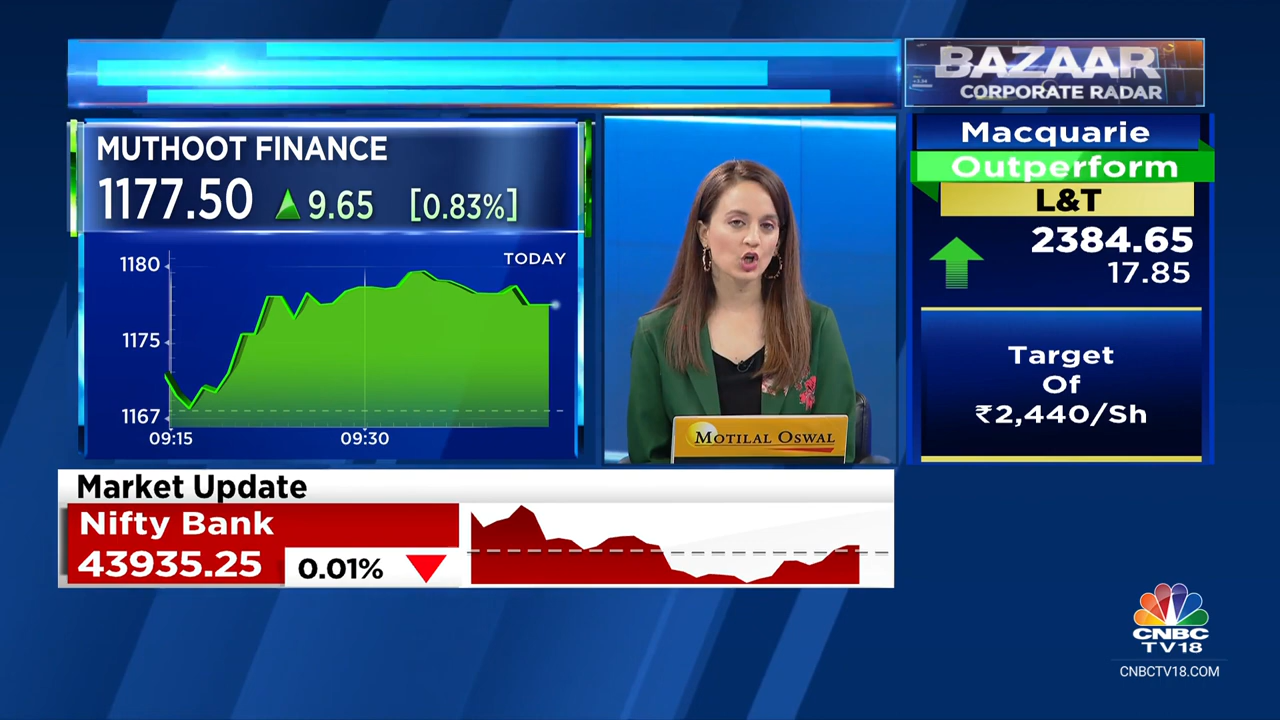 BAZAAR
CORPORATE RADAR
MUTHOOT FINANCE
1177.50 ▲ 9.65 [0.83%]
TODAY
1180
1175
1167
09:15 09:30
MOTILAL OSWAL
Macquarie
Outperform
L&T
2384.65
17.85
Target
Of
₹2,440/Sh
Market Update
Nifty Bank
43935.25 0.01% ▼
CNBC
TV18
CNBCTV18.COM